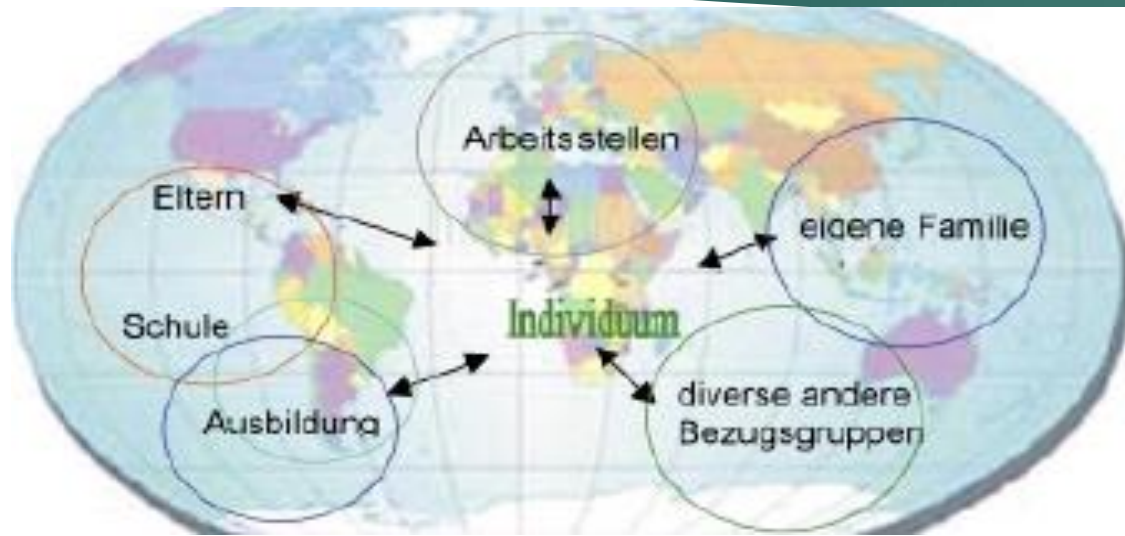 Arbeitsstellen
Eltern
eigene Familie
Individuum
Schule
diverse andere
Bezugsgruppen
Ausbildung